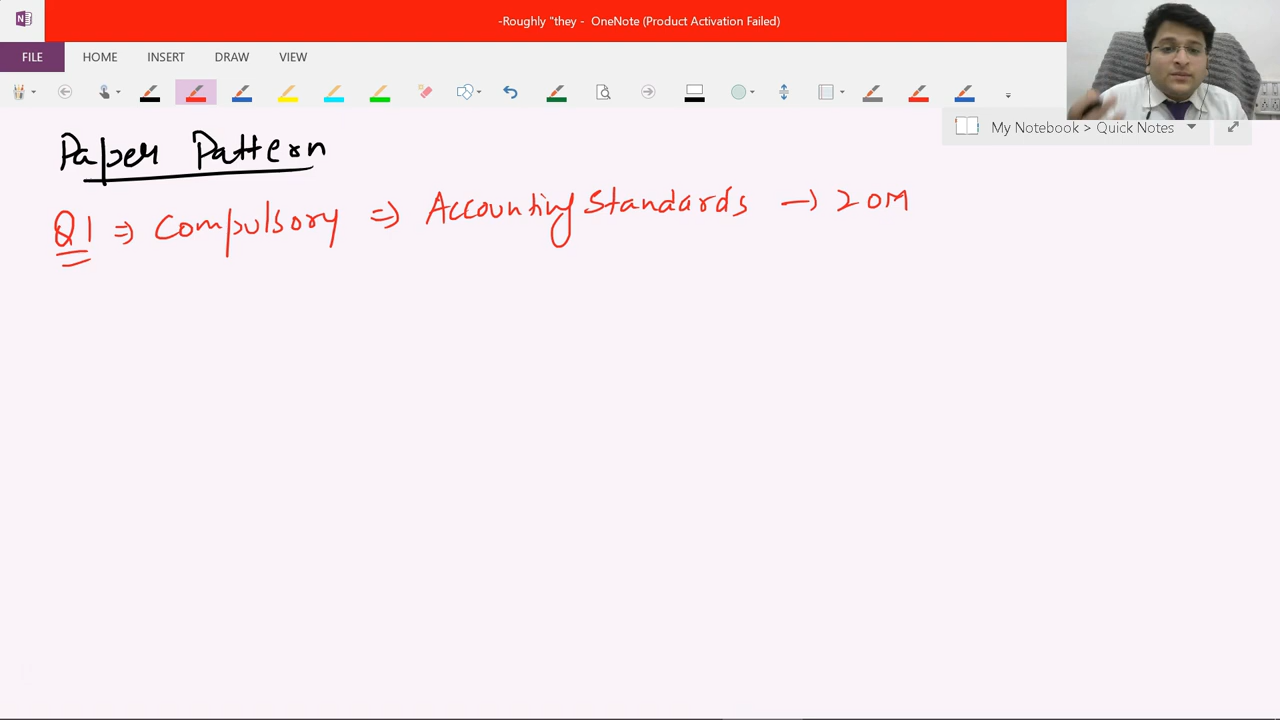 -Roughly "they - OneNote (Product Activation Failed)
FILE HOME INSERT DRAW VIEW
My Notebook > Quick Notes
Paper Pattern
Q1 ⇒ Compulsory ⇒ Accounting Standards → 20M